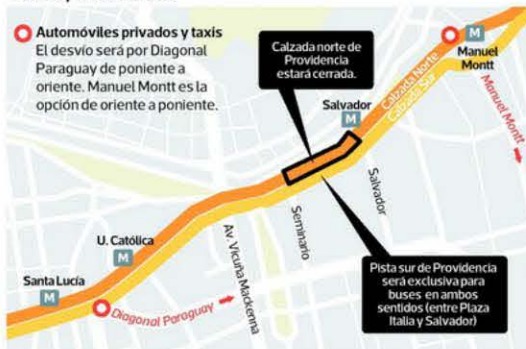 Automóviles privados y taxis
El desvío será por Diagonal
Paraguay de poniente a
oriente. Manuel Montt es la
opción de oriente a poniente.
Calzada norte de
Providencia
estará cerrada.
M
Manuel
Montt
Manuel Montt
Calzada Norte
Calzada Sur
Salvador
M
Salvador
Seminario
Av. Vicuña Mackenna
U. Católica
M
Santa Lucía
M
Diagonal Paraguay
Pista sur de Providencia
será exclusiva para
buses en ambos
sentidos (entre Plaza
Italia y Salvador)